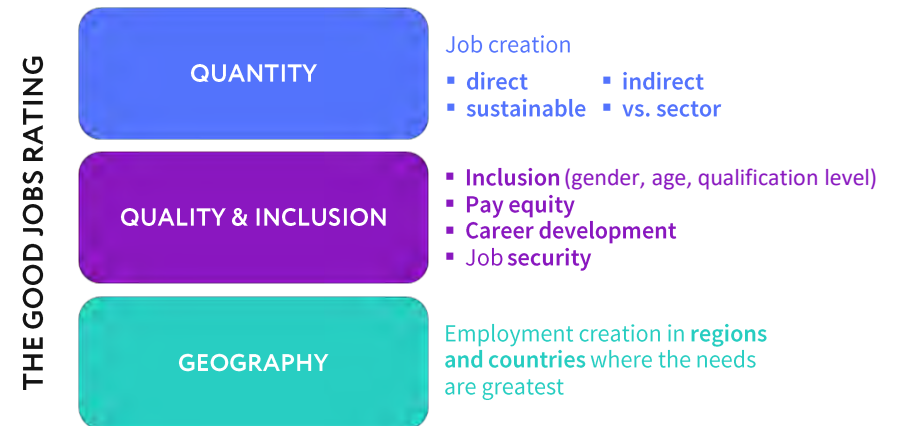 THE GOOD JOBS RATING
QUANTITY
Job creation
▪ direct ▪ indirect
▪ sustainable ▪ vs. sector
QUALITY & INCLUSION
▪ Inclusion (gender, age, qualification level)
▪ Pay equity
▪ Career development
▪ Job security
GEOGRAPHY
Employment creation in regions
and countries where the needs
are greatest